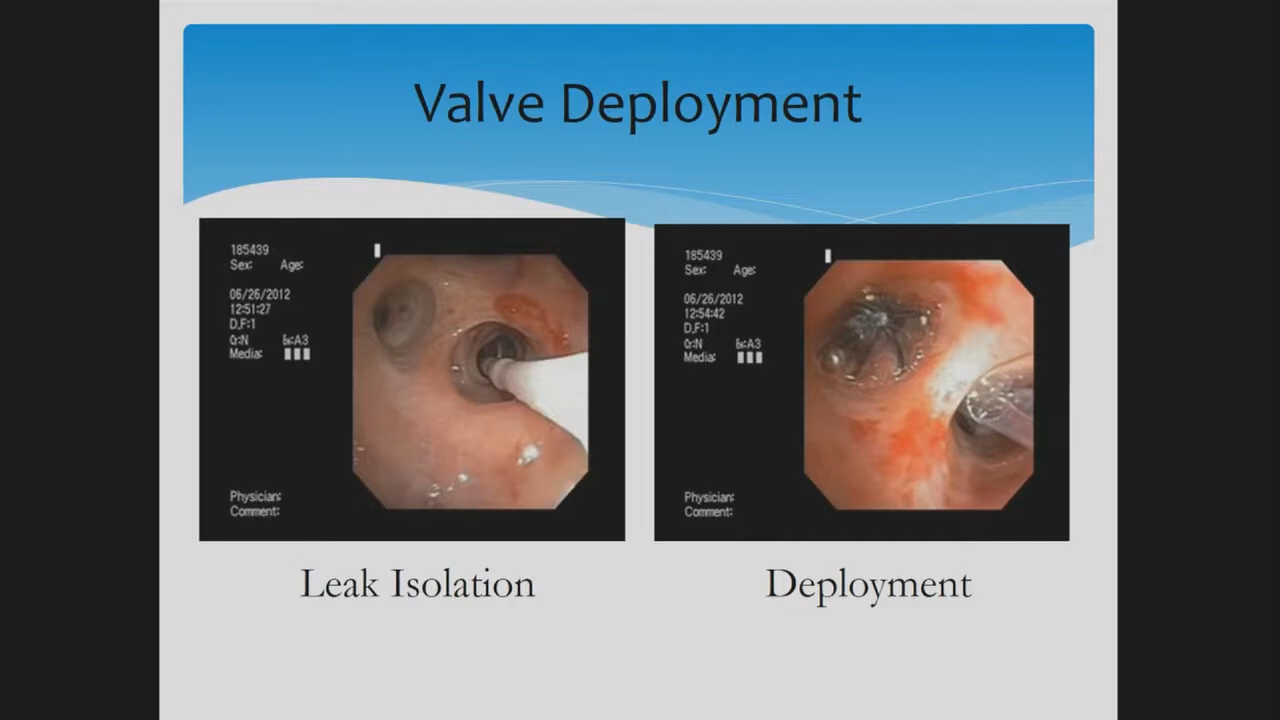 Valve Deployment
185439
Sex: Age:
06/26/2012
12:51:27
D.F:1
Media:
Physician:
Comment:
185439
Sex: Age:
06/26/2012
12:54:42
D.F:1
Media:
Physician:
Comment:
Leak Isolation
Deployment